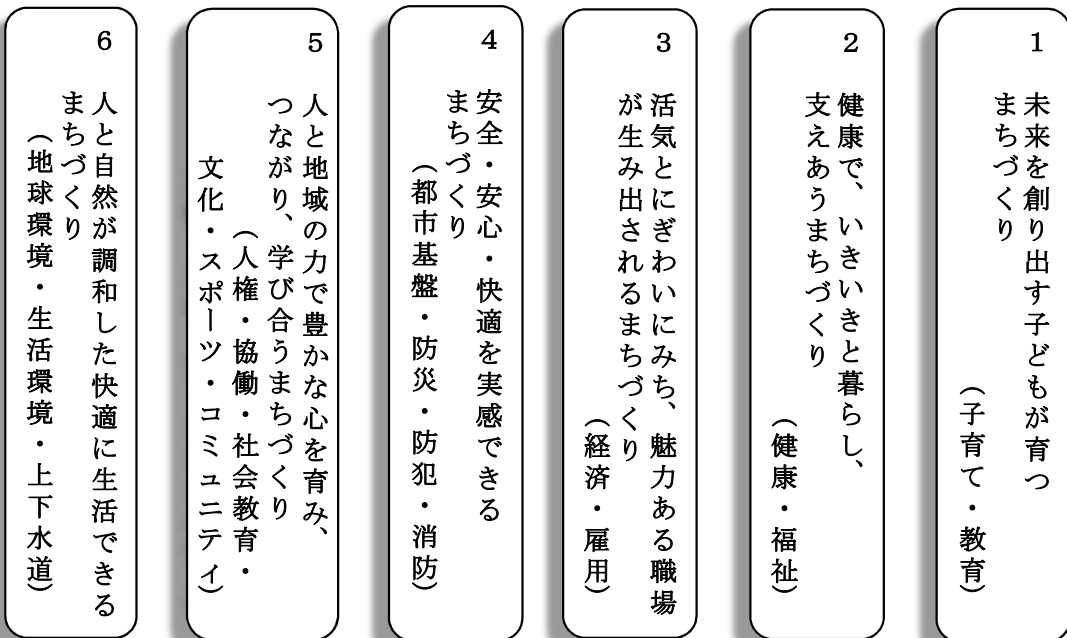 1
未来を創り出す子どもが育つ
まちづくり
(子育て・教育)
2
健康で、いきいきと暮らし、
支えあうまちづくり
(健康・福祉)
3
活気とにぎわいにみち、魅力ある職場
が生み出されるまちづくり
(経済・雇用)
4
安全・安心・快適を実感できる
まちづくり
(都市基盤・防災・防犯・消防)
5
人と地域の力で豊かな心を育み、
つながり、学び合うまちづくり
(人権・協働・社会教育・
文化・スポーツ・コミュニティ)
6
人と自然が調和した快適に生活できる
まちづくり
(地球環境・生活環境・上下水道)